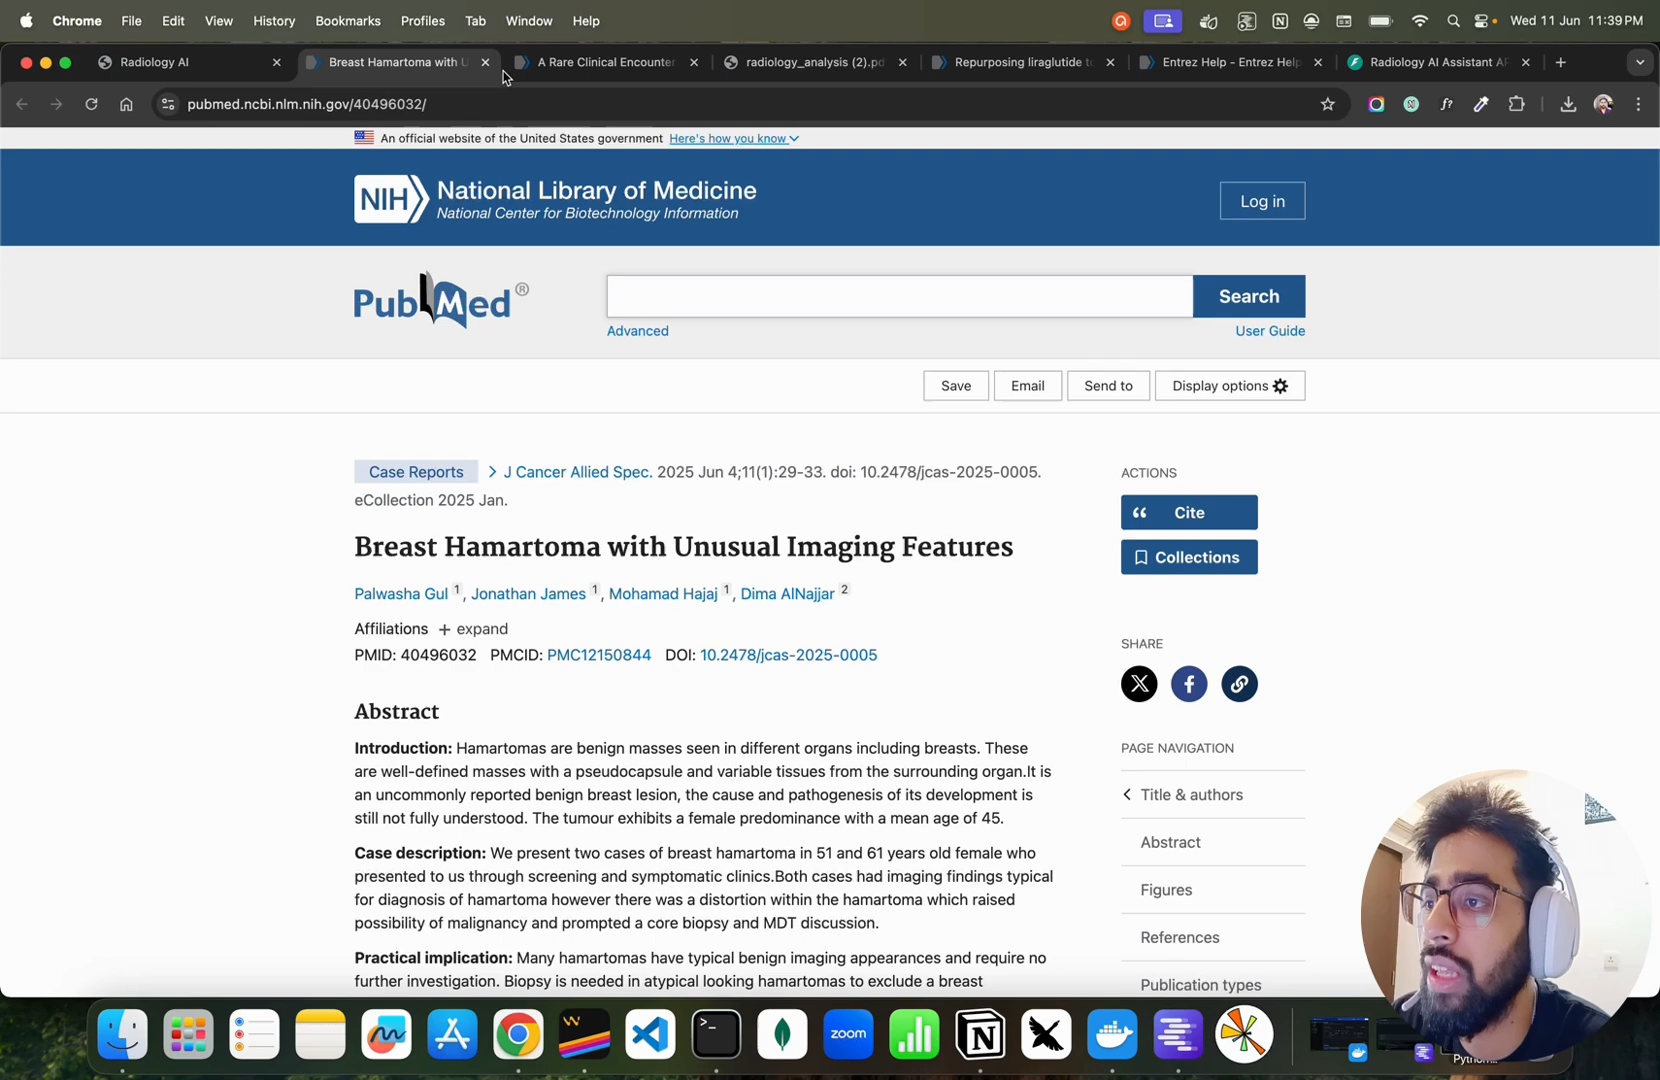 Chrome File Edit View History Bookmarks Profiles Tab Window Help Wed 11 Jun 11:39 PM
Radiology AI Breast Hamartoma with U A Rare Clinical Encounter radiology_analysis (2).pd Repurposing liraglutide to Entrez Help - Entrez Help Radiology AI Assistant AP
pubmed.ncbi.nlm.nih.gov/40496032/
An official website of the United States government Here's how you know
NIH National Library of Medicine
National Center for Biotechnology Information
Log in
PubMed®
Search
Advanced
User Guide
Save Email Send to Display options
Case Reports > J Cancer Allied Spec. 2025 Jun 4;11(1):29-33. doi: 10.2478/jcas-2025-0005.
eCollection 2025 Jan.
Breast Hamartoma with Unusual Imaging Features
Palwasha Gul 1, Jonathan James 1, Mohamad Hajaj 1, Dima AlNajjar 2
Affiliations + expand
PMID: 40496032 PMCID: PMC12150844 DOI: 10.2478/jcas-2025-0005
Abstract
Introduction: Hamartomas are benign masses seen in different organs including breasts. These
are well-defined masses with a pseudocapsule and variable tissues from the surrounding organ.It is
an uncommonly reported benign breast lesion, the cause and pathogenesis of its development is
still not fully understood. The tumour exhibits a female predominance with a mean age of 45.
Case description: We present two cases of breast hamartoma in 51 and 61 years old female who
presented to us through screening and symptomatic clinics.Both cases had imaging findings typical
for diagnosis of hamartoma however there was a distortion within the hamartoma which raised
possibility of malignancy and prompted a core biopsy and MDT discussion.
Practical implication: Many hamartomas have typical benign imaging appearances and require no
further investigation. Biopsy is needed in atypical looking hamartomas to exclude a breast
ACTIONS
Cite
Collections
SHARE
PAGE NAVIGATION
Title & authors
Abstract
Figures
References
Publication types
zoom
Python...